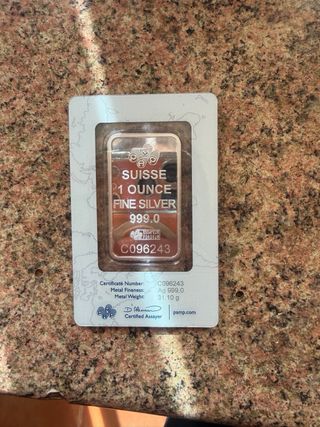 SUISSE
1 OUNCE
FINE SILVER
999.0
C096243
Certificate Number: C096243
Metal Fineness: Ag 999.0
Metal Weight: 31.10 g
Certified Assayer
pamp.com